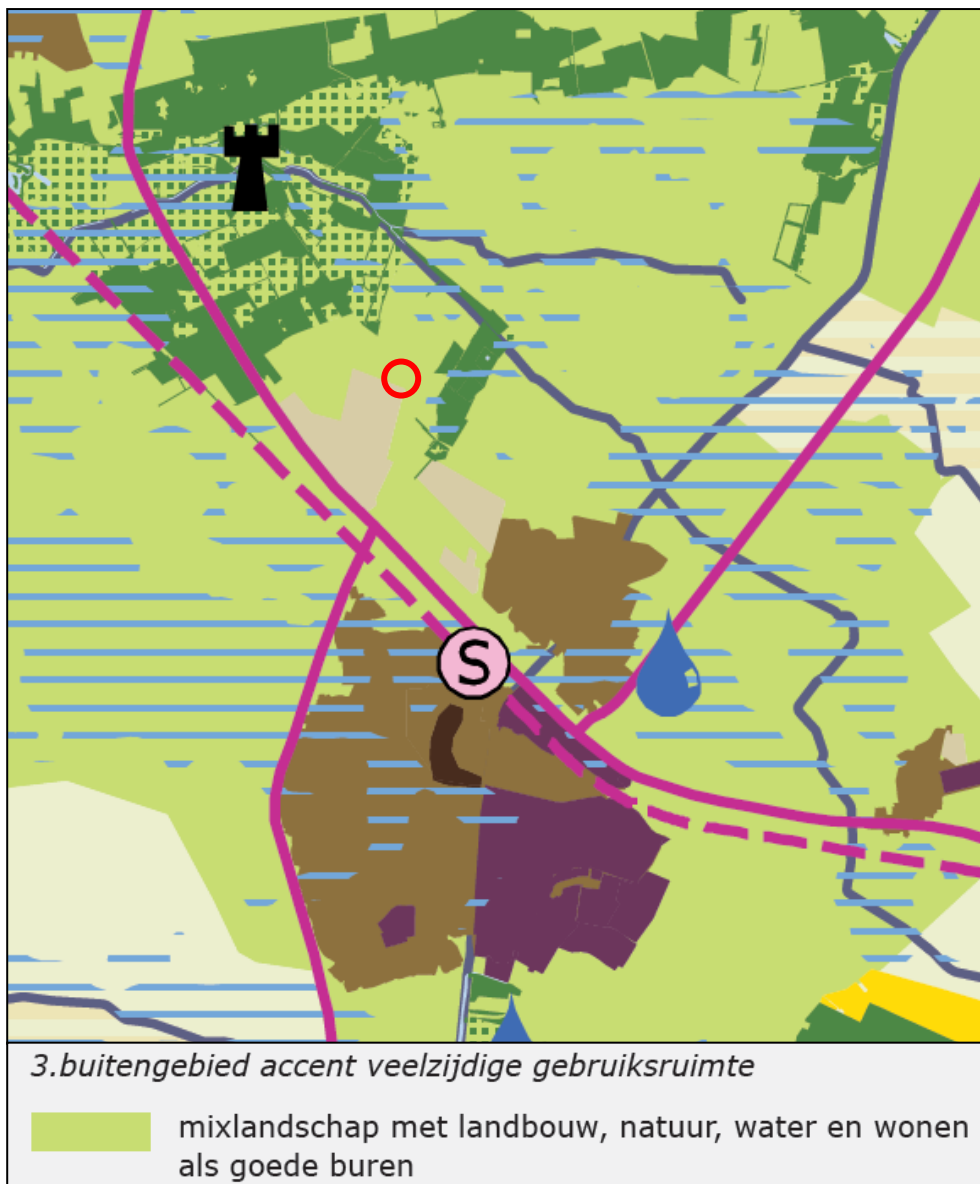 S
3.buitengebied accent veelzijdige gebruiksruimte
mixlandschap met landbouw, natuur, water en wonen
als goede buren